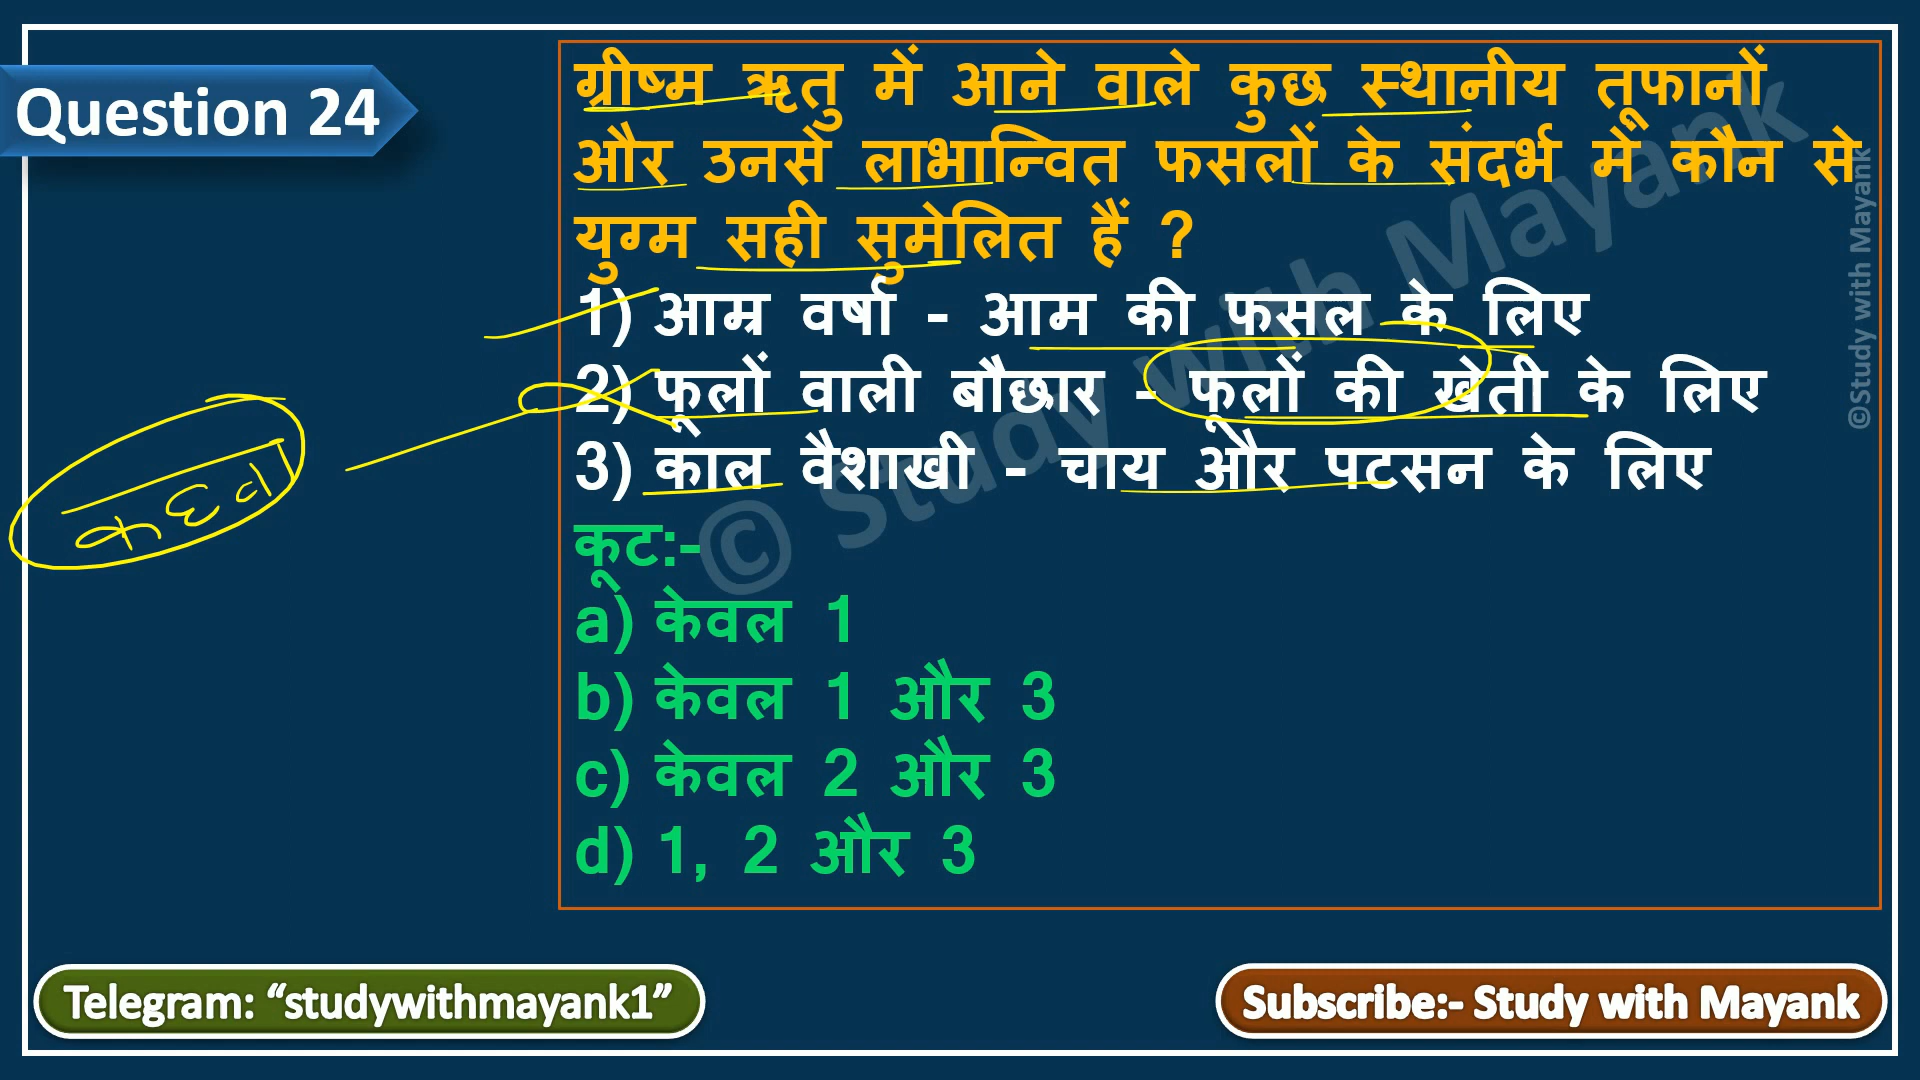 Question 24
ग्रीष्म ऋतु में आने वाले कुछ स्थानीय तूफानों
और उनसे लाभान्वित फसलों के संदर्भ में कौन से
युग्म सही सुमेलित हैं ?
1) आम्र वर्षा - आम की फसल के लिए
2) फूलों वाली बौछार - फूलों की खेती के लिए
3) काल वैशाखी - चाय और पटसन के लिए
कूट:-
a) केवल 1
b) केवल 1 और 3
c) केवल 2 और 3
d) 1, 2 और 3
कहवा
© Study with Mayank
©Study with Mayank
Telegram: “studywithmayank1”
Subscribe:- Study with Mayank